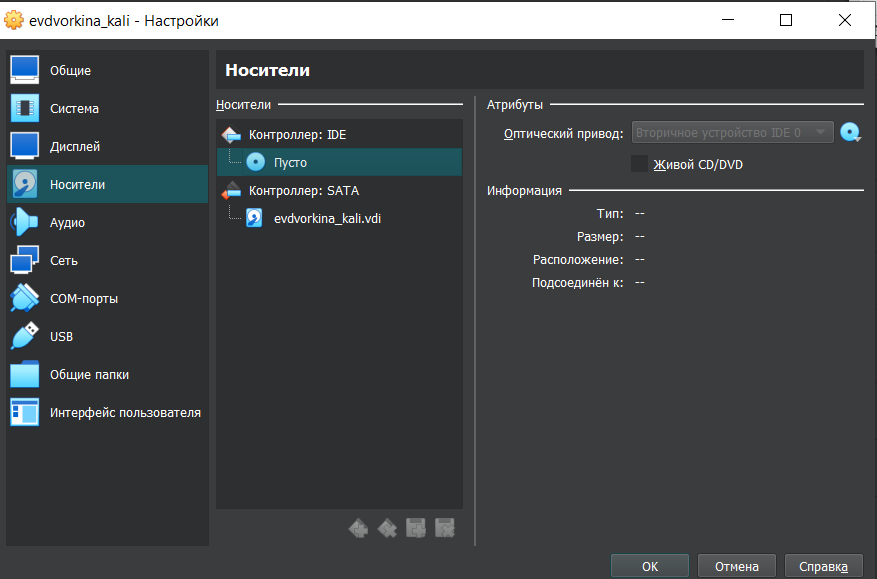 evdvorkina_kali - Настройки
Общие
Система
Дисплей
Носители
Аудио
Сеть
COM-порты
USB
Общие папки
Интерфейс пользователя
Носители
Носители
Контроллер: IDE
Пусто
Контроллер: SATA
evdvorkina_kali.vdi
Атрибуты
Оптический привод: Вторичное устройство IDE 0
Живой CD/DVD
Информация
Тип: --
Размер: --
Расположение: --
Подсоединён к: --
OK Отмена Справка